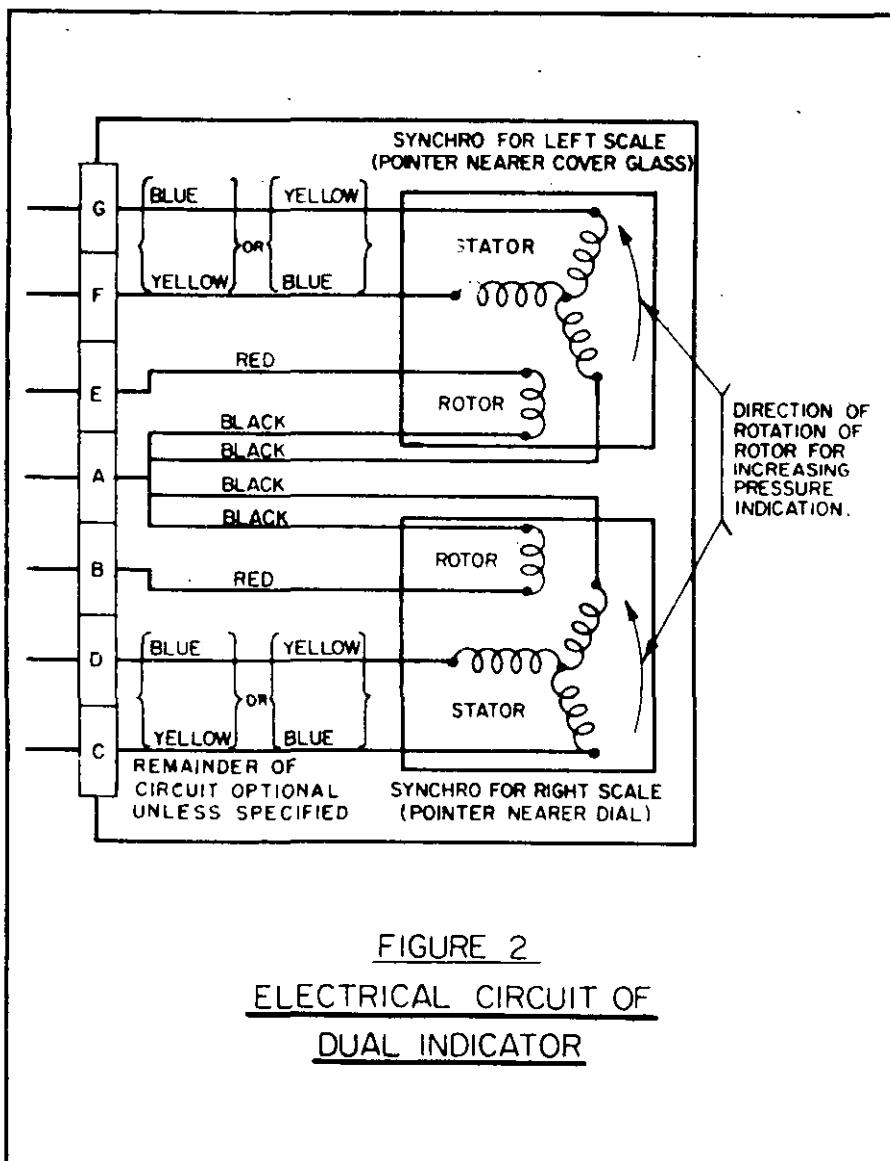 SYNCHRO FOR LEFT SCALE
(POINTER NEARER COVER GLASS)
G
BLUE
YELLOW
OR
STATOR
F
YELLOW
BLUE
E
RED
ROTOR
BLACK
BLACK
A
BLACK
BLACK
DIRECTION OF
ROTATION OF
ROTOR FOR
INCREASING
PRESSURE
INDICATION.
B
RED
ROTOR
D
BLUE
YELLOW
OR
STATOR
C
YELLOW
BLUE
REMAINDER OF
CIRCUIT OPTIONAL
UNLESS SPECIFIED
SYNCHRO FOR RIGHT SCALE
(POINTER NEARER DIAL)
FIGURE 2
ELECTRICAL CIRCUIT OF
DUAL INDICATOR